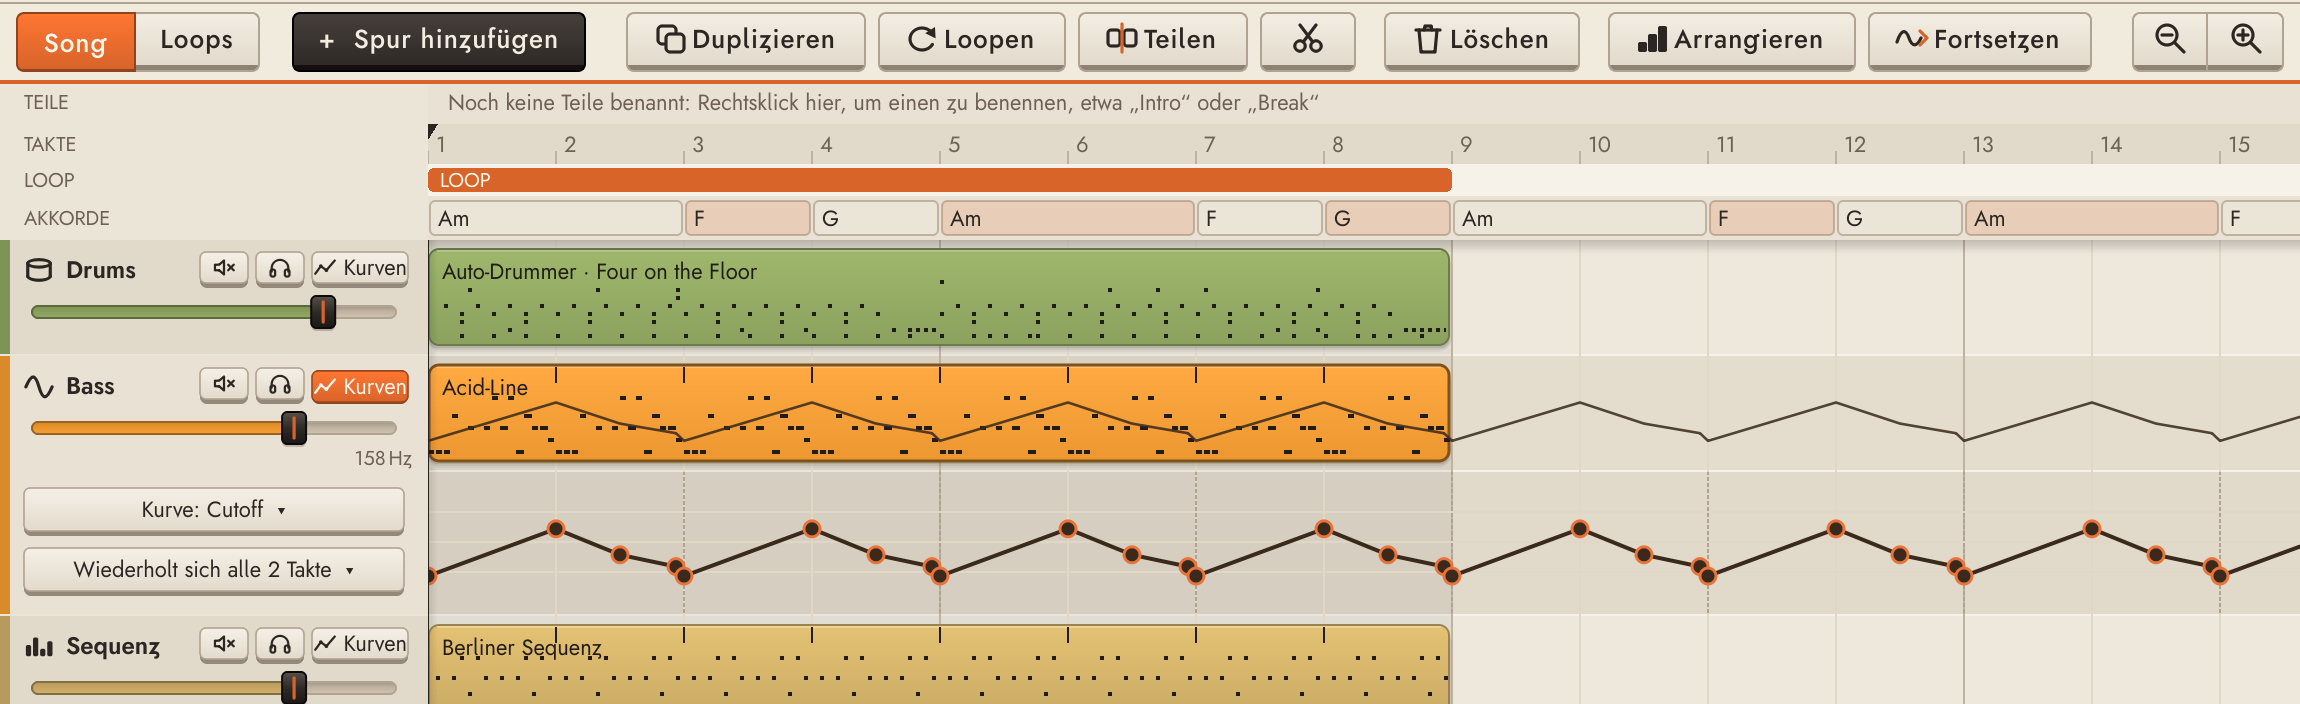 Song Loops + Spur hinzufügen Duplizieren Loopen Teilen Löschen Arrangieren Fortsetzen
TEILE Noch keine Teile benannt: Rechtsklick hier, um einen zu benennen, etwa „Intro“ oder „Break“
TAKTE 1 2 3 4 5 6 7 8 9 10 11 12 13 14 15
LOOP LOOP
AKKORDE Am F G Am F G Am F G Am F
Drums Kurven Auto-Drummer · Four on the Floor
Bass Kurven Acid-Line
158 Hz
Kurve: Cutoff
Wiederholt sich alle 2 Takte
Sequenz Kurven Berliner Sequenz